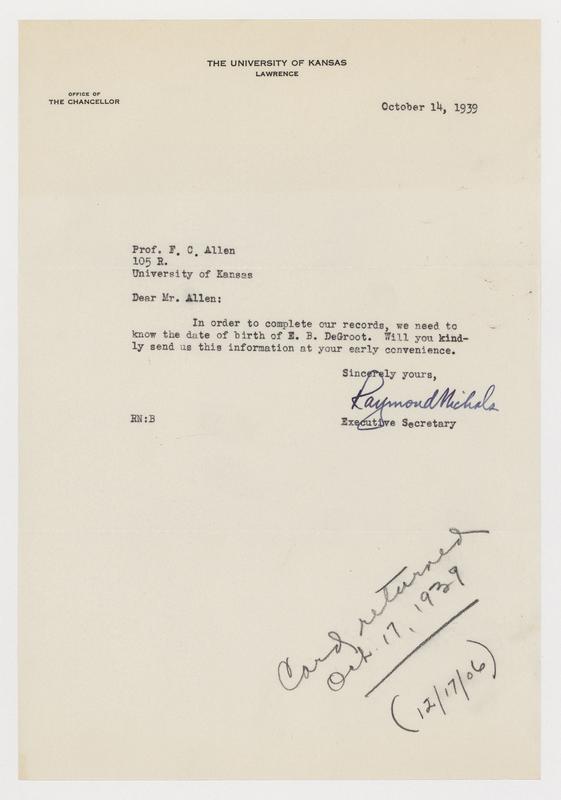 THE UNIVERSITY OF KANSAS
LAWRENCE
OFFICE OF
THE CHANCELLOR
October 14, 1939
Prof. F. C. Allen
105 R.
University of Kansas
Dear Mr. Allen:
In order to complete our records, we need to
know the date of birth of E. B. DeGroot. Will you kind-
ly send us this information at your early convenience.
Sincerely yours,
Raymond Nichols
RN:B
Executive Secretary
Card returned
Oct. 17, 1939
(12/17/06)